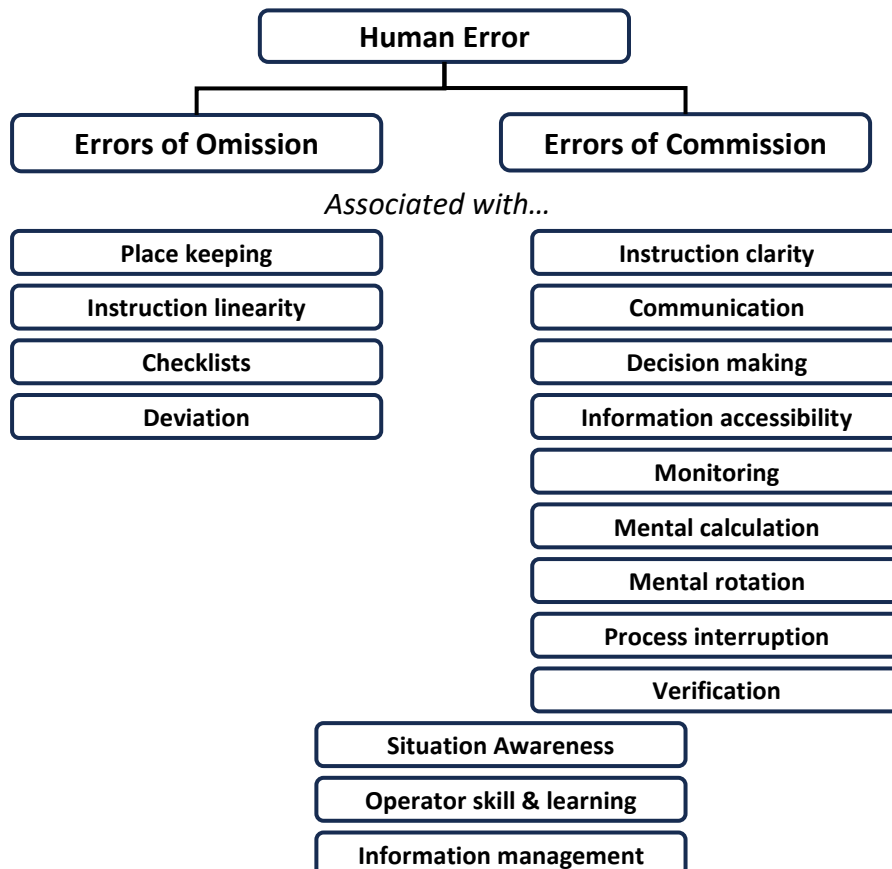 Human Error
Errors of Omission
Errors of Commission
Associated with…
Place keeping
Instruction linearity
Checklists
Deviation
Instruction clarity
Communication
Decision making
Information accessibility
Monitoring
Mental calculation
Mental rotation
Process interruption
Verification
Situation Awareness
Operator skill & learning
Information management